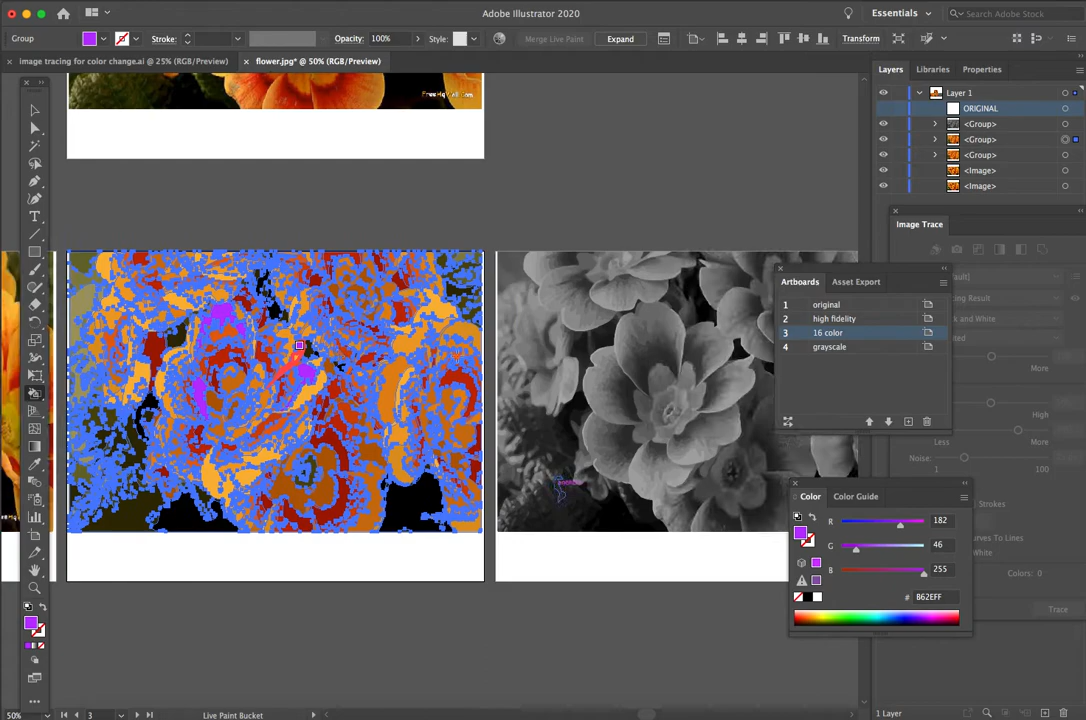 Adobe Illustrator 2020
Essentials
Search Adobe Stock
Group
Stroke:
Opacity: 100%
Style:
Merge Live Paint
Expand
Transform
× image tracing for color change.ai @ 25% (RGB/Preview)
× flower.jpg* @ 50% (RGB/Preview)
Layers
Libraries
Properties
Layer 1
ORIGINAL
<Group>
<Group>
<Group>
<Image>
<Image>
Image Trace
Artboards
Asset Export
1 original
2 high fidelity
3 16 color
4 grayscale
More
High
Less
More
Noise:
1
100
Color
Color Guide
R 182
G 46
B 255
# B62EFF
Strokes
Curves To Lines
White
Colors: 0
Trace
50%
3
Live Paint Bucket
1 Layer